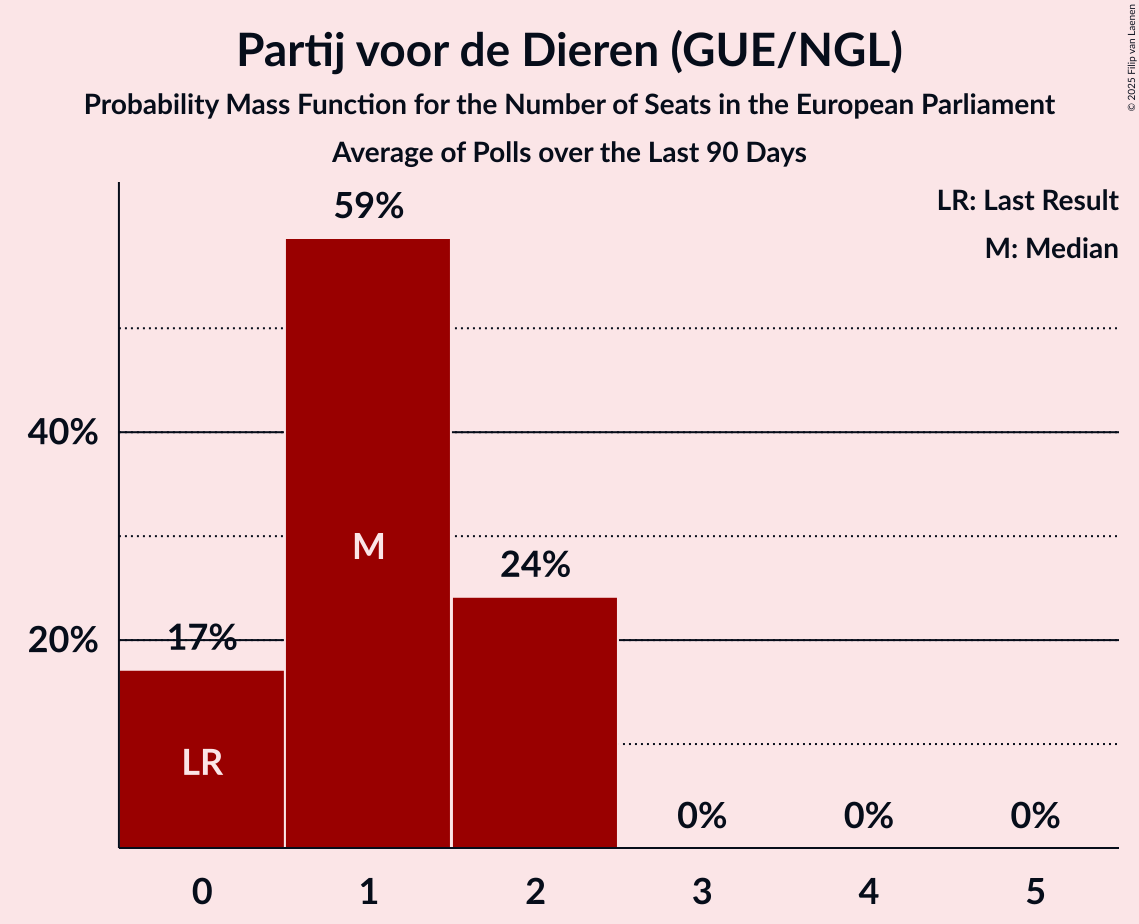 Partij voor de Dieren (GUE/NGL)
Probability Mass Function for the Number of Seats in the European Parliament
Average of Polls over the Last 90 Days
© 2025 Filip van Laenen
LR: Last Result
M: Median
59%
40%
M
24%
20%
17%
LR
0%
0%
0%
0
1
2
3
4
5